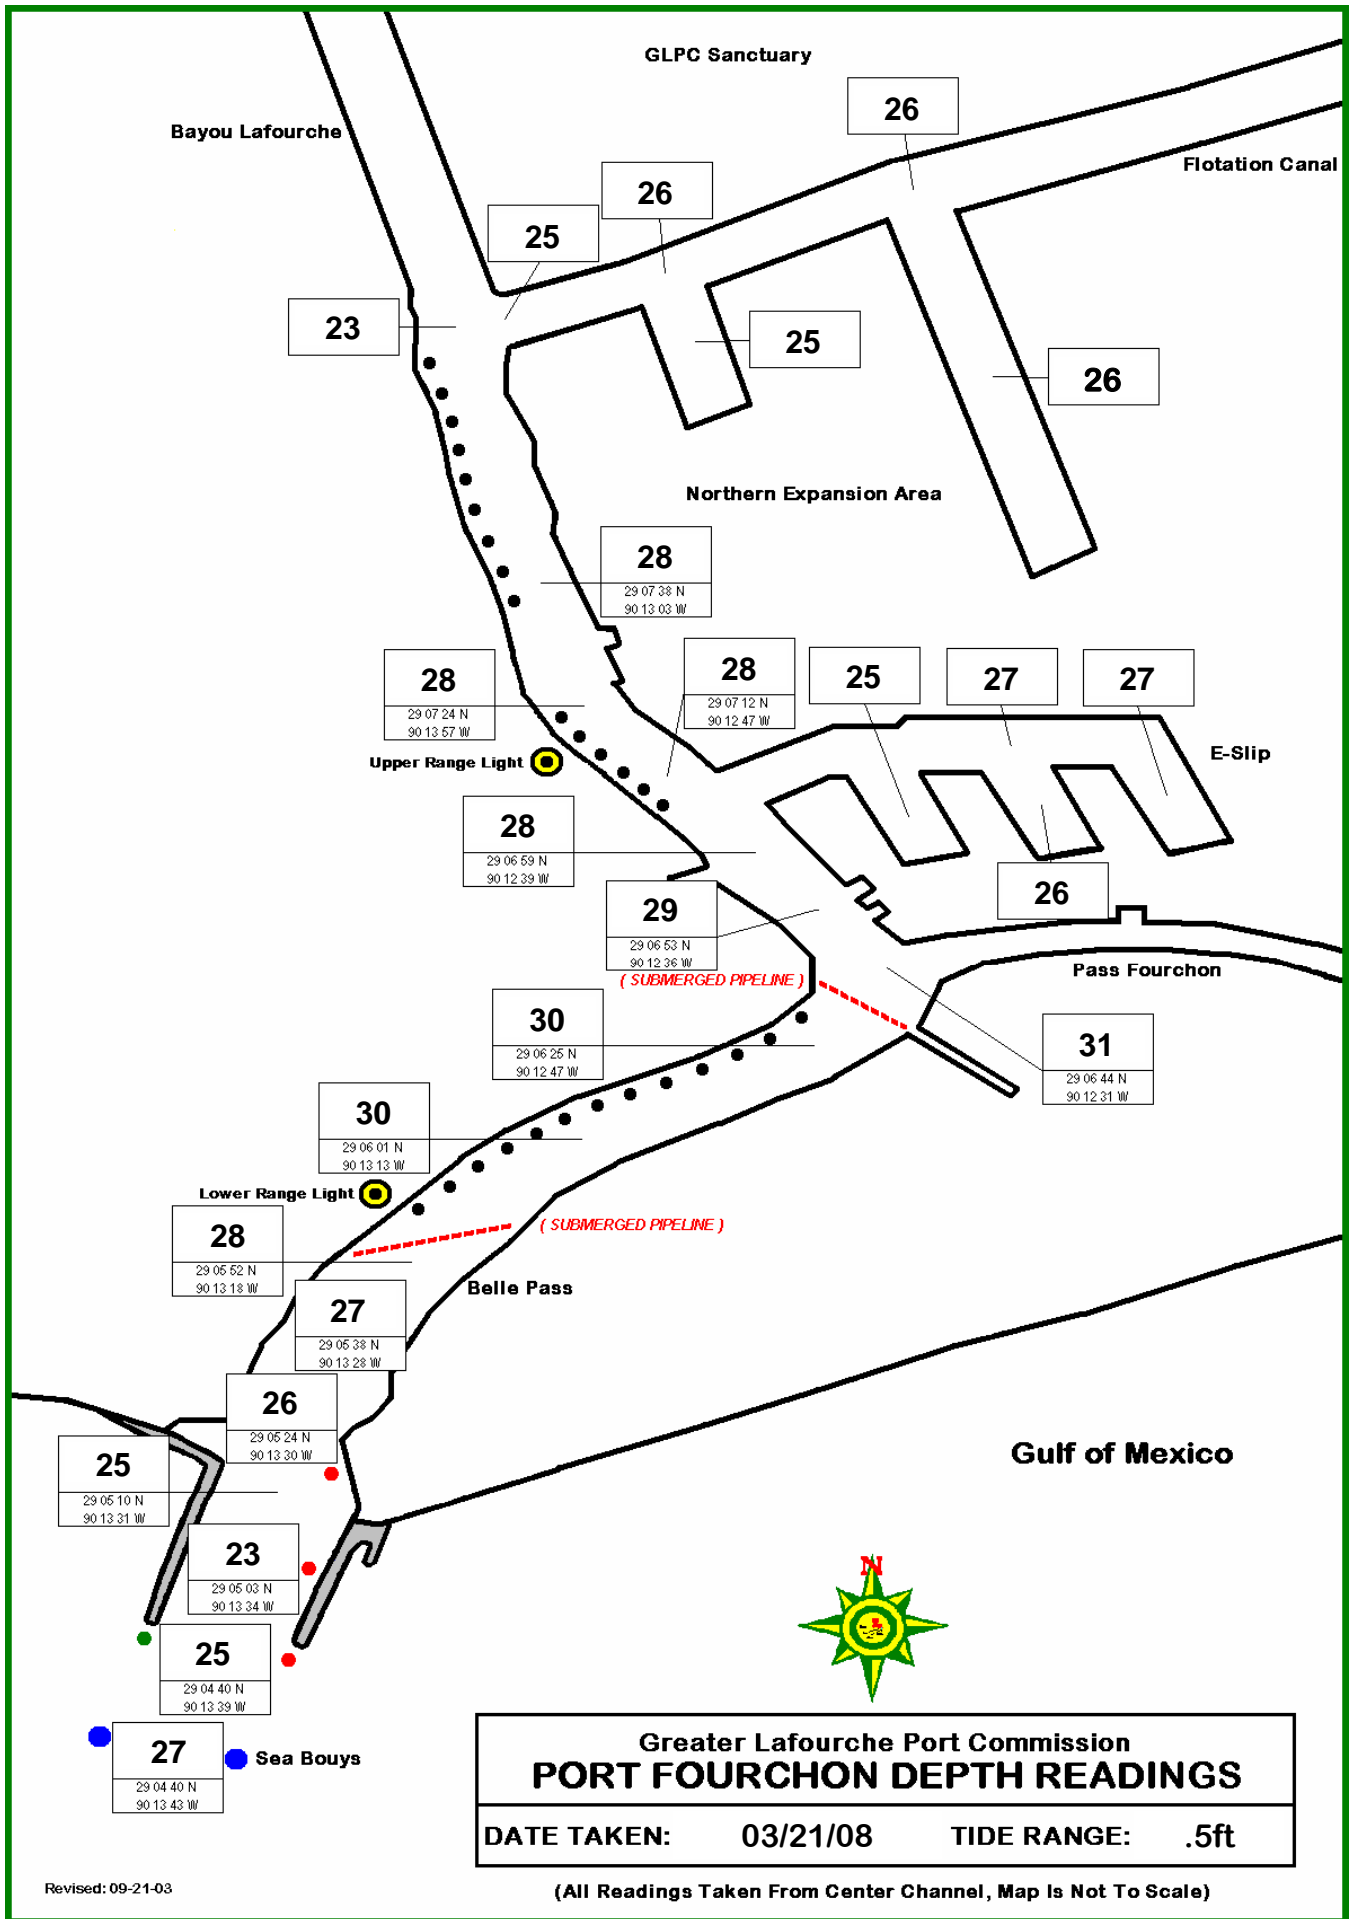 GLPC Sanctuary
26
Bayou Lafourche
Flotation Canal
26
25
23
25
26
Northern Expansion Area
28
29 07 38 N
90 13 03 W
28
29 07 24 N
90 13 57 W
28
29 07 12 N
90 12 47 W
25
27
27
E-Slip
Upper Range Light
28
29 06 59 N
90 12 39 W
26
29
29 06 53 N
90 12 36 W
Pass Fourchon
( SUBMERGED PIPELINE )
30
29 06 25 N
90 12 47 W
31
29 06 44 N
90 12 31 W
30
29 06 01 N
90 13 13 W
Lower Range Light
28
29 05 52 N
90 13 18 W
( SUBMERGED PIPELINE )
Belle Pass
27
29 05 38 N
90 13 28 W
26
29 05 24 N
90 13 30 W
Gulf of Mexico
25
29 05 10 N
90 13 31 W
23
29 05 03 N
90 13 34 W
N
25
29 04 40 N
90 13 39 W
27
29 04 40 N
90 13 43 W
Sea Bouys
Greater Lafourche Port Commission
PORT FOURCHON DEPTH READINGS
DATE TAKEN: 03/21/08 TIDE RANGE: .5ft
Revised: 09-21-03
(All Readings Taken From Center Channel, Map Is Not To Scale)